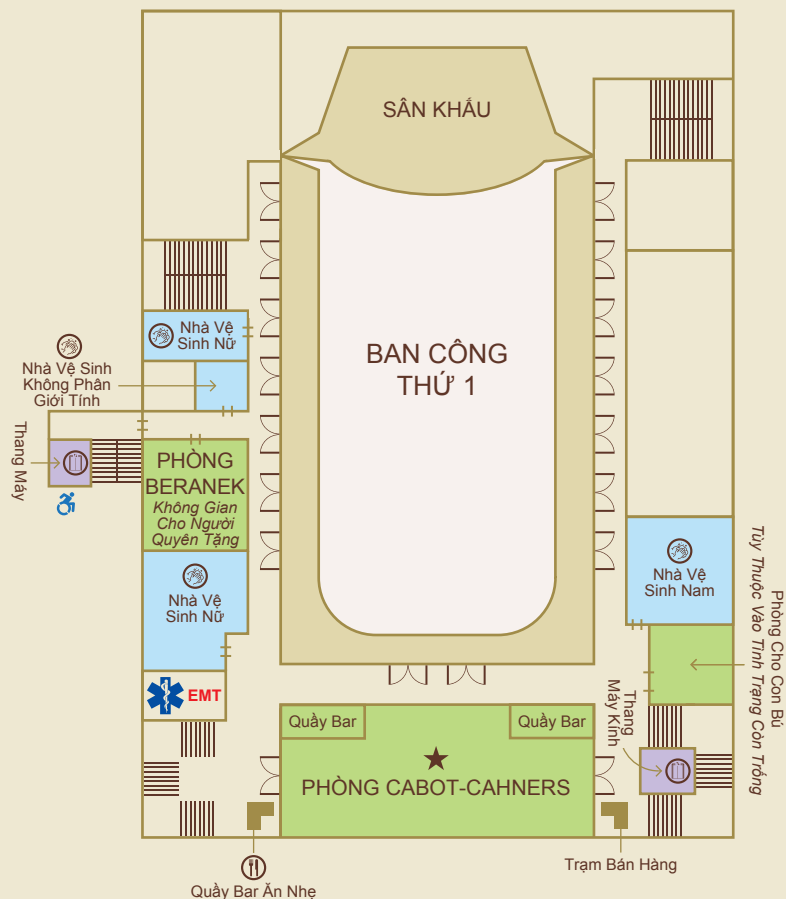 SÂN KHẤU
BAN CÔNG
THỨ 1
Nhà Vệ
Sinh Nữ
Nhà Vệ Sinh
Không Phân
Giới Tính
Thang Máy
PHÒNG
BERANEK
Không Gian
Cho Người
Quyên Tặng
Nhà Vệ
Sinh Nữ
EMT
Nhà Vệ
Sinh Nam
Phòng Cho Con Bú
Tùy Thuộc Vào Tình Trạng Còn Trống
Thang
Máy Kính
Quầy Bar
Quầy Bar
PHÒNG CABOT-CAHNERS
Trạm Bán Hàng
Quầy Bar Ăn Nhẹ